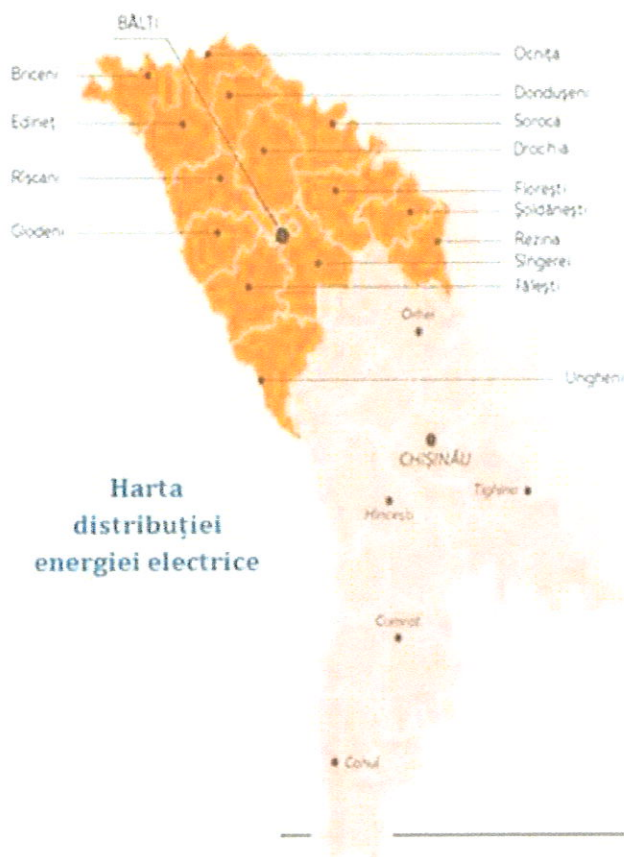 BĂLȚI
Ocnița
Briceni
Dondușeni
Edineț
Soroca
Drochia
Rîșcani
Florești
Șoldănești
Glodeni
Rezina
Sîngerei
Fălești
Orhei
Ungheni
CHIȘINĂU
Tighina
Hîncești
Harta
distribuției
energiei electrice
Comrat
Cahul